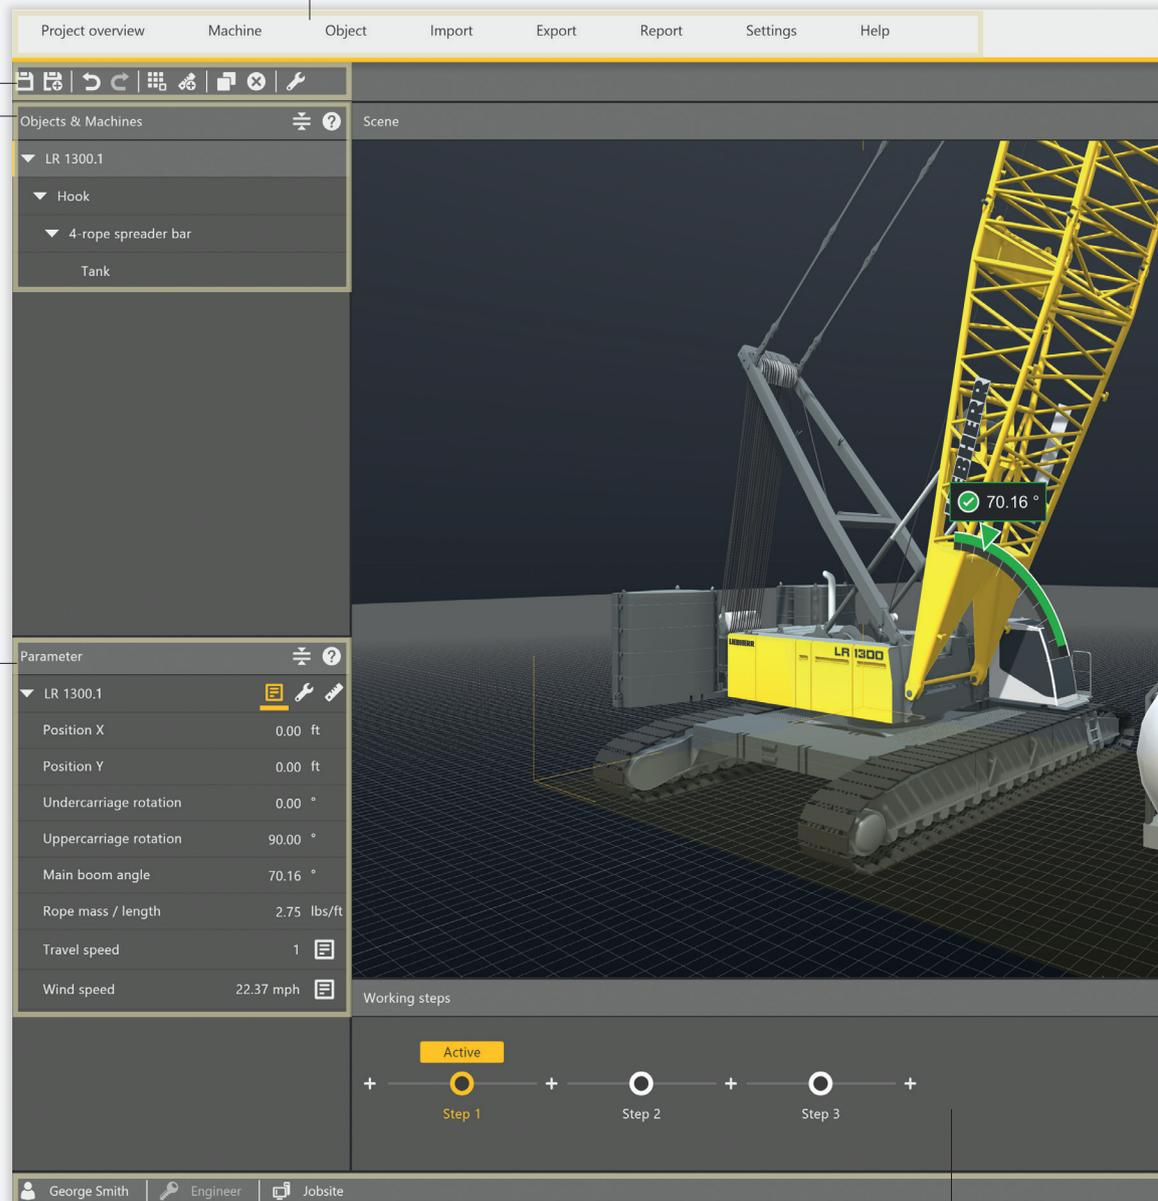 Project overview Machine Object Import Export Report Settings Help
Objects & Machines
Scene
LR 1300.1
Hook
4-rope spreader bar
Tank
70.16 °
LIEBHERR
LR 1300
Parameter
LR 1300.1
Position X 0.00 ft
Position Y 0.00 ft
Undercarriage rotation 0.00 °
Uppercarriage rotation 90.00 °
Main boom angle 70.16 °
Rope mass / length 2.75 lbs/ft
Travel speed 1
Wind speed 22.37 mph
Working steps
Active
Step 1 Step 2 Step 3
George Smith Engineer Jobsite